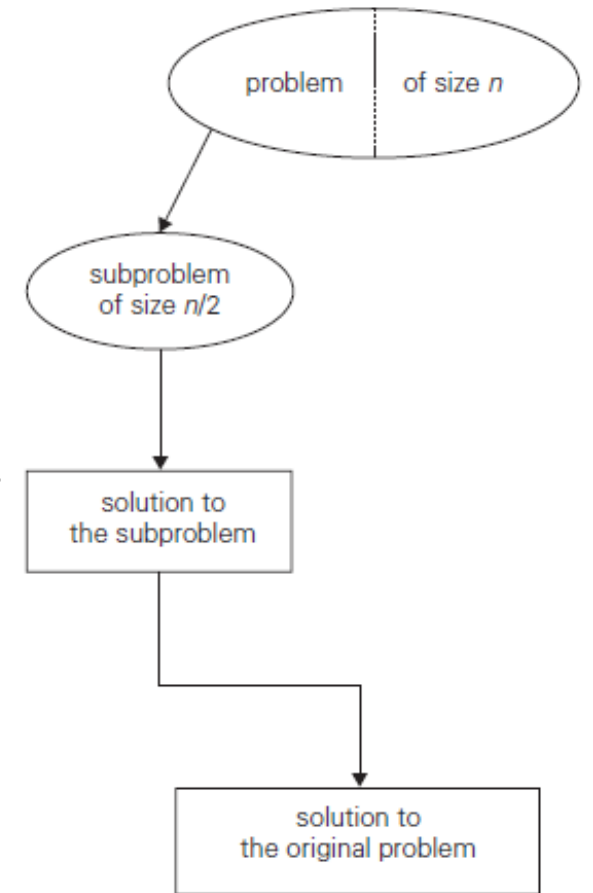 problem of size n
subproblem
of size n/2
solution to
the subproblem
solution to
the original problem